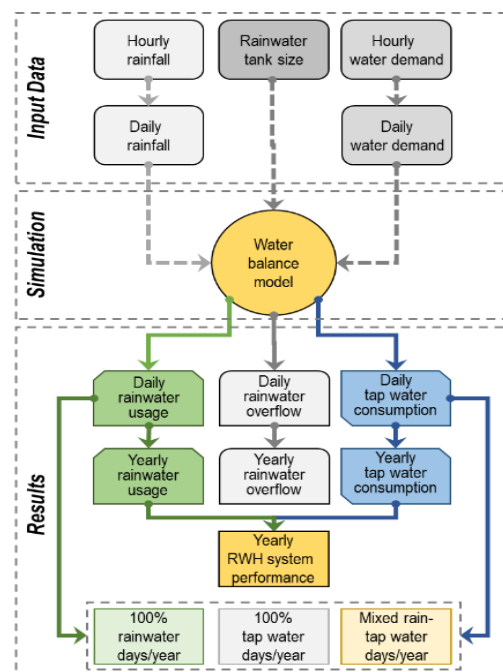 Input Data
Hourly
rainfall
Rainwater
tank size
Hourly
water demand
Daily
rainfall
Daily
water demand
Simulation
Water
balance
model
Results
Daily
rainwater
usage
Daily
rainwater
overflow
Daily
tap water
consumption
Yearly
rainwater
usage
Yearly
rainwater
overflow
Yearly
tap water
consumption
Yearly
RWH system
performance
100%
rainwater
days/year
100%
tap water
days/year
Mixed rain-
tap water
days/year